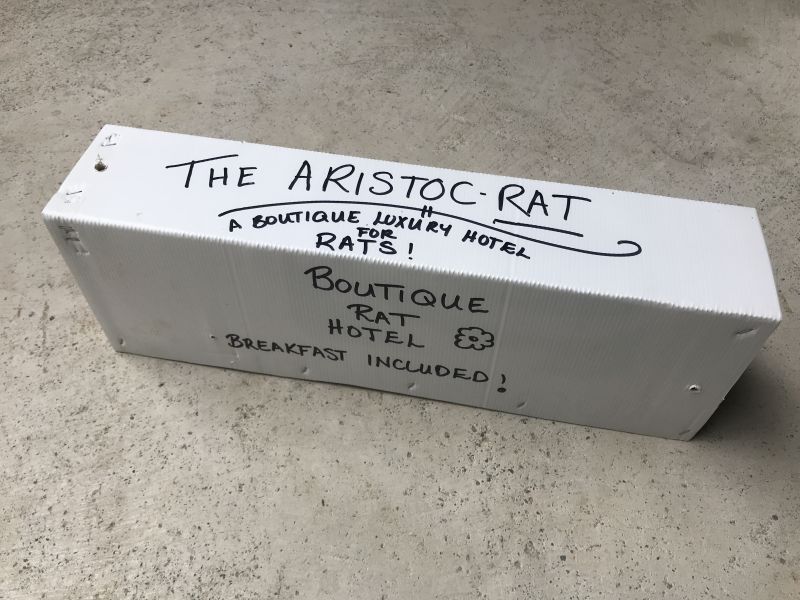 THE ARISTOC-RAT
A BOUTIQUE LUXURY HOTEL
FOR
RATS!
BOUTIQUE
RAT
HOTEL
BREAKFAST INCLUDED!